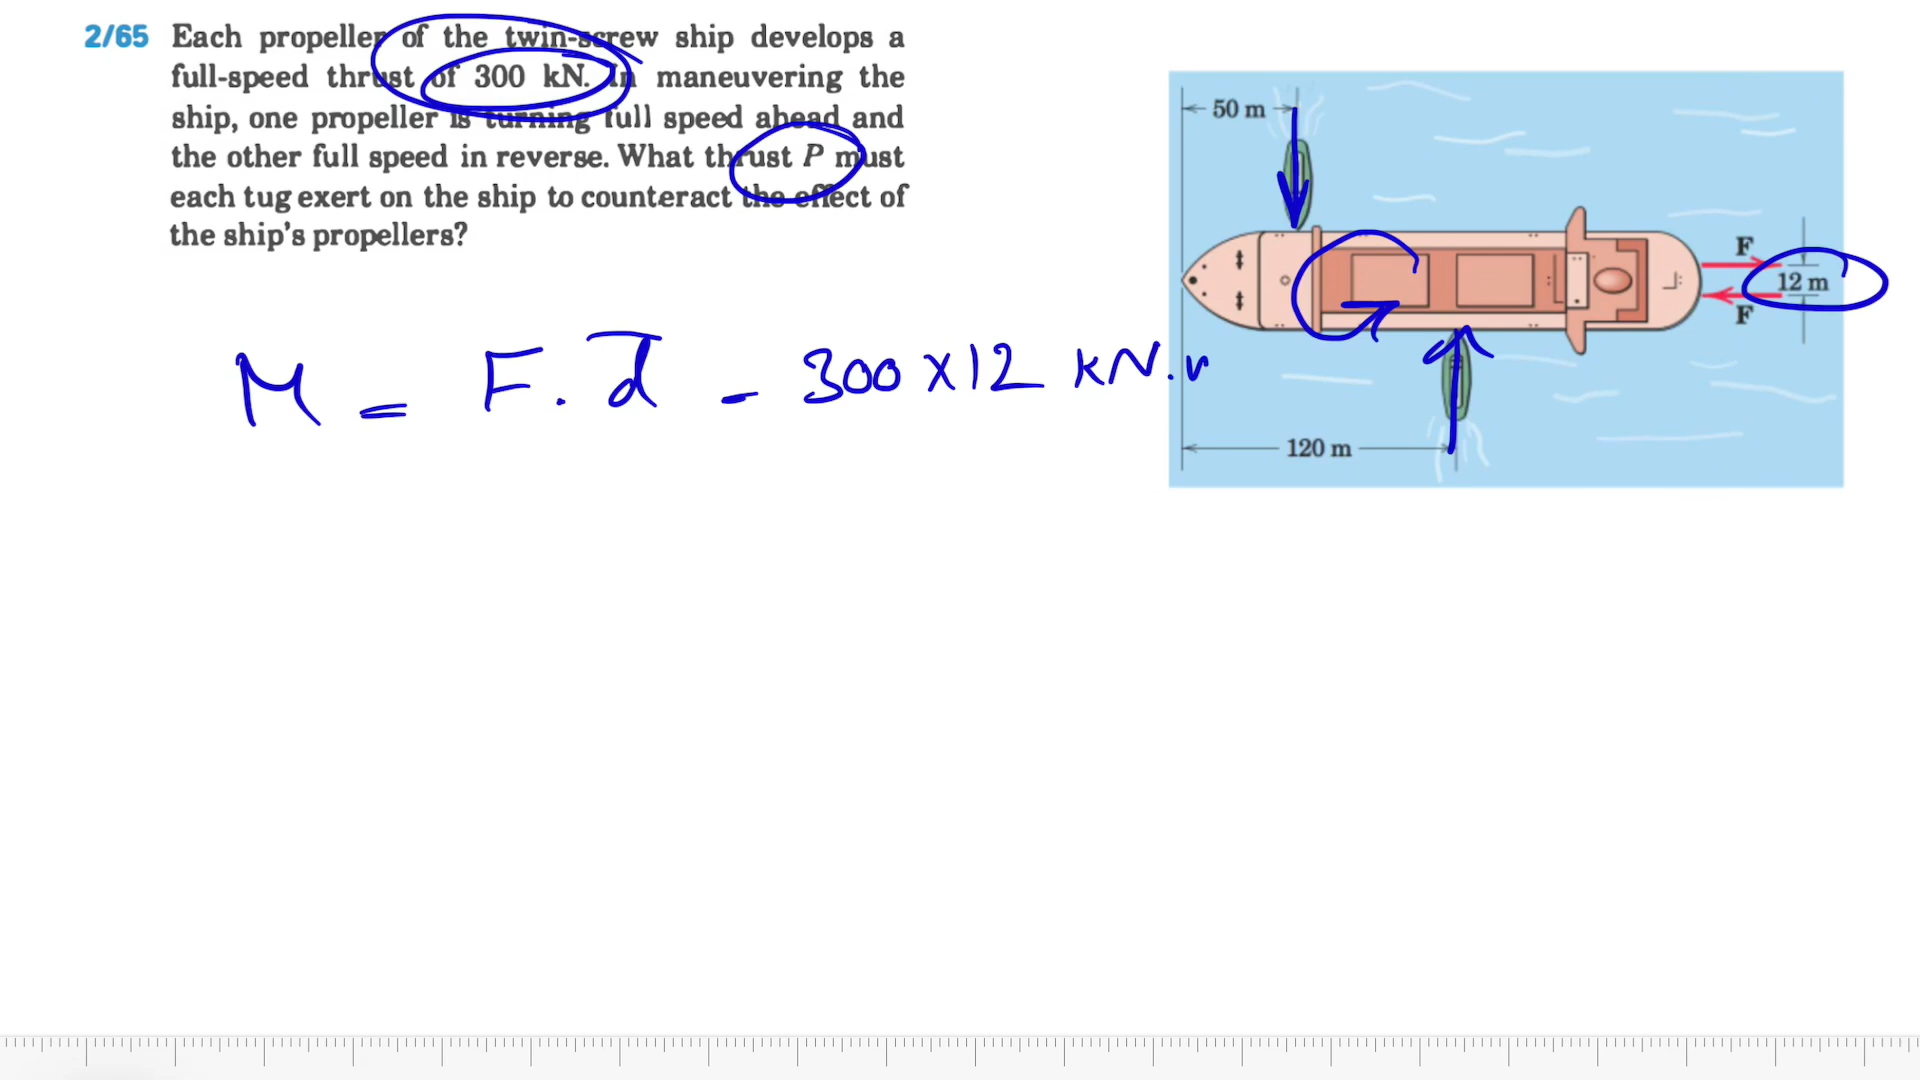 2/65 Each propeller of the twin-screw ship develops a
full-speed thrust of 300 kN. In maneuvering the
ship, one propeller is turning full speed ahead and
the other full speed in reverse. What thrust P must
each tug exert on the ship to counteract the effect of
the ship's propellers?
50 m
F
12 m
F
M = F . d - 300 × 12 kN.
120 m